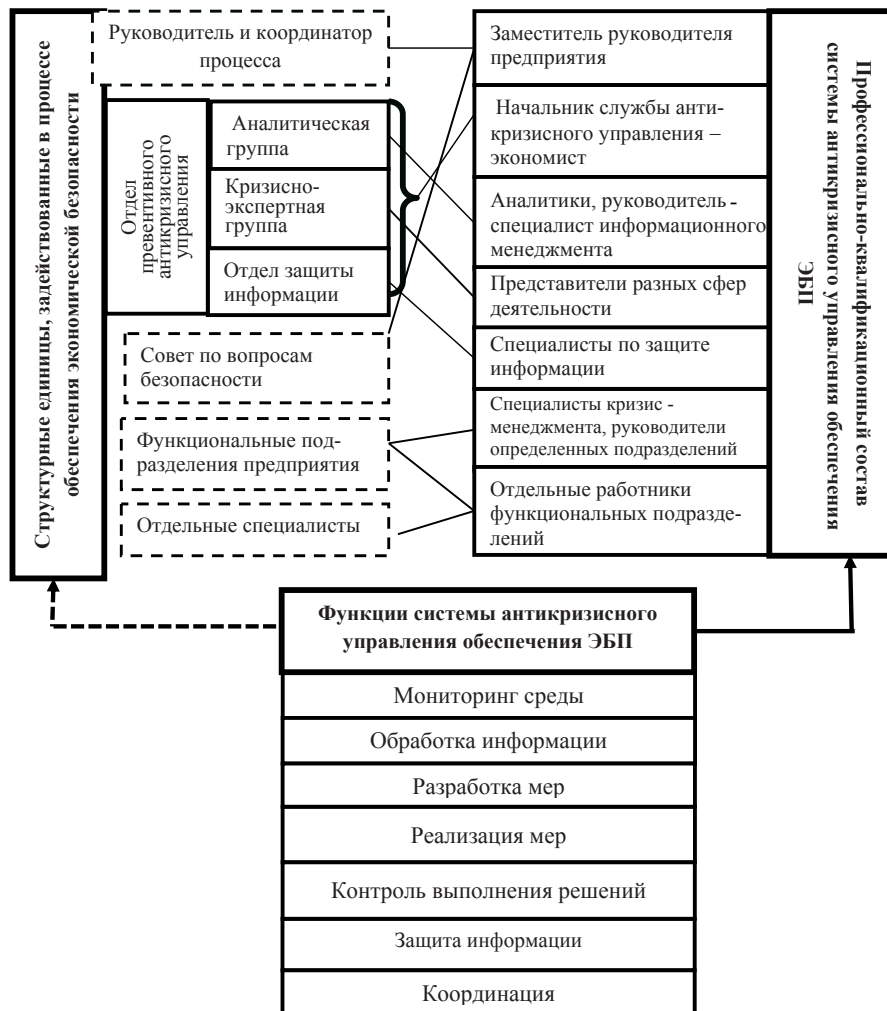 Структурные единицы, задействованные в процессе
обеспечения экономической безопасности
Руководитель и координатор
процесса
Отдел
превентивного
антикризисного
управления
Аналитическая
группа
Кризисно-
экспертная
группа
Отдел защиты
информации
Совет по вопросам
безопасности
Функциональные под-
разделения предприятия
Отдельные специалисты
Заместитель руководителя
предприятия
Начальник службы анти-
кризисного управления –
экономист
Аналитики, руководитель -
специалист информационного
менеджмента
Представители разных сфер
деятельности
Специалисты по защите
информации
Специалисты кризис -
менеджмента, руководители
определенных подразделений
Отдельные работники
функциональных подразде-
лений
Профессионально-квалификационный состав
системы антикризисного управления обеспечения
ЭБП
Функции системы антикризисного
управления обеспечения ЭБП
Мониторинг среды
Обработка информации
Разработка мер
Реализация мер
Контроль выполнения решений
Защита информации
Координация